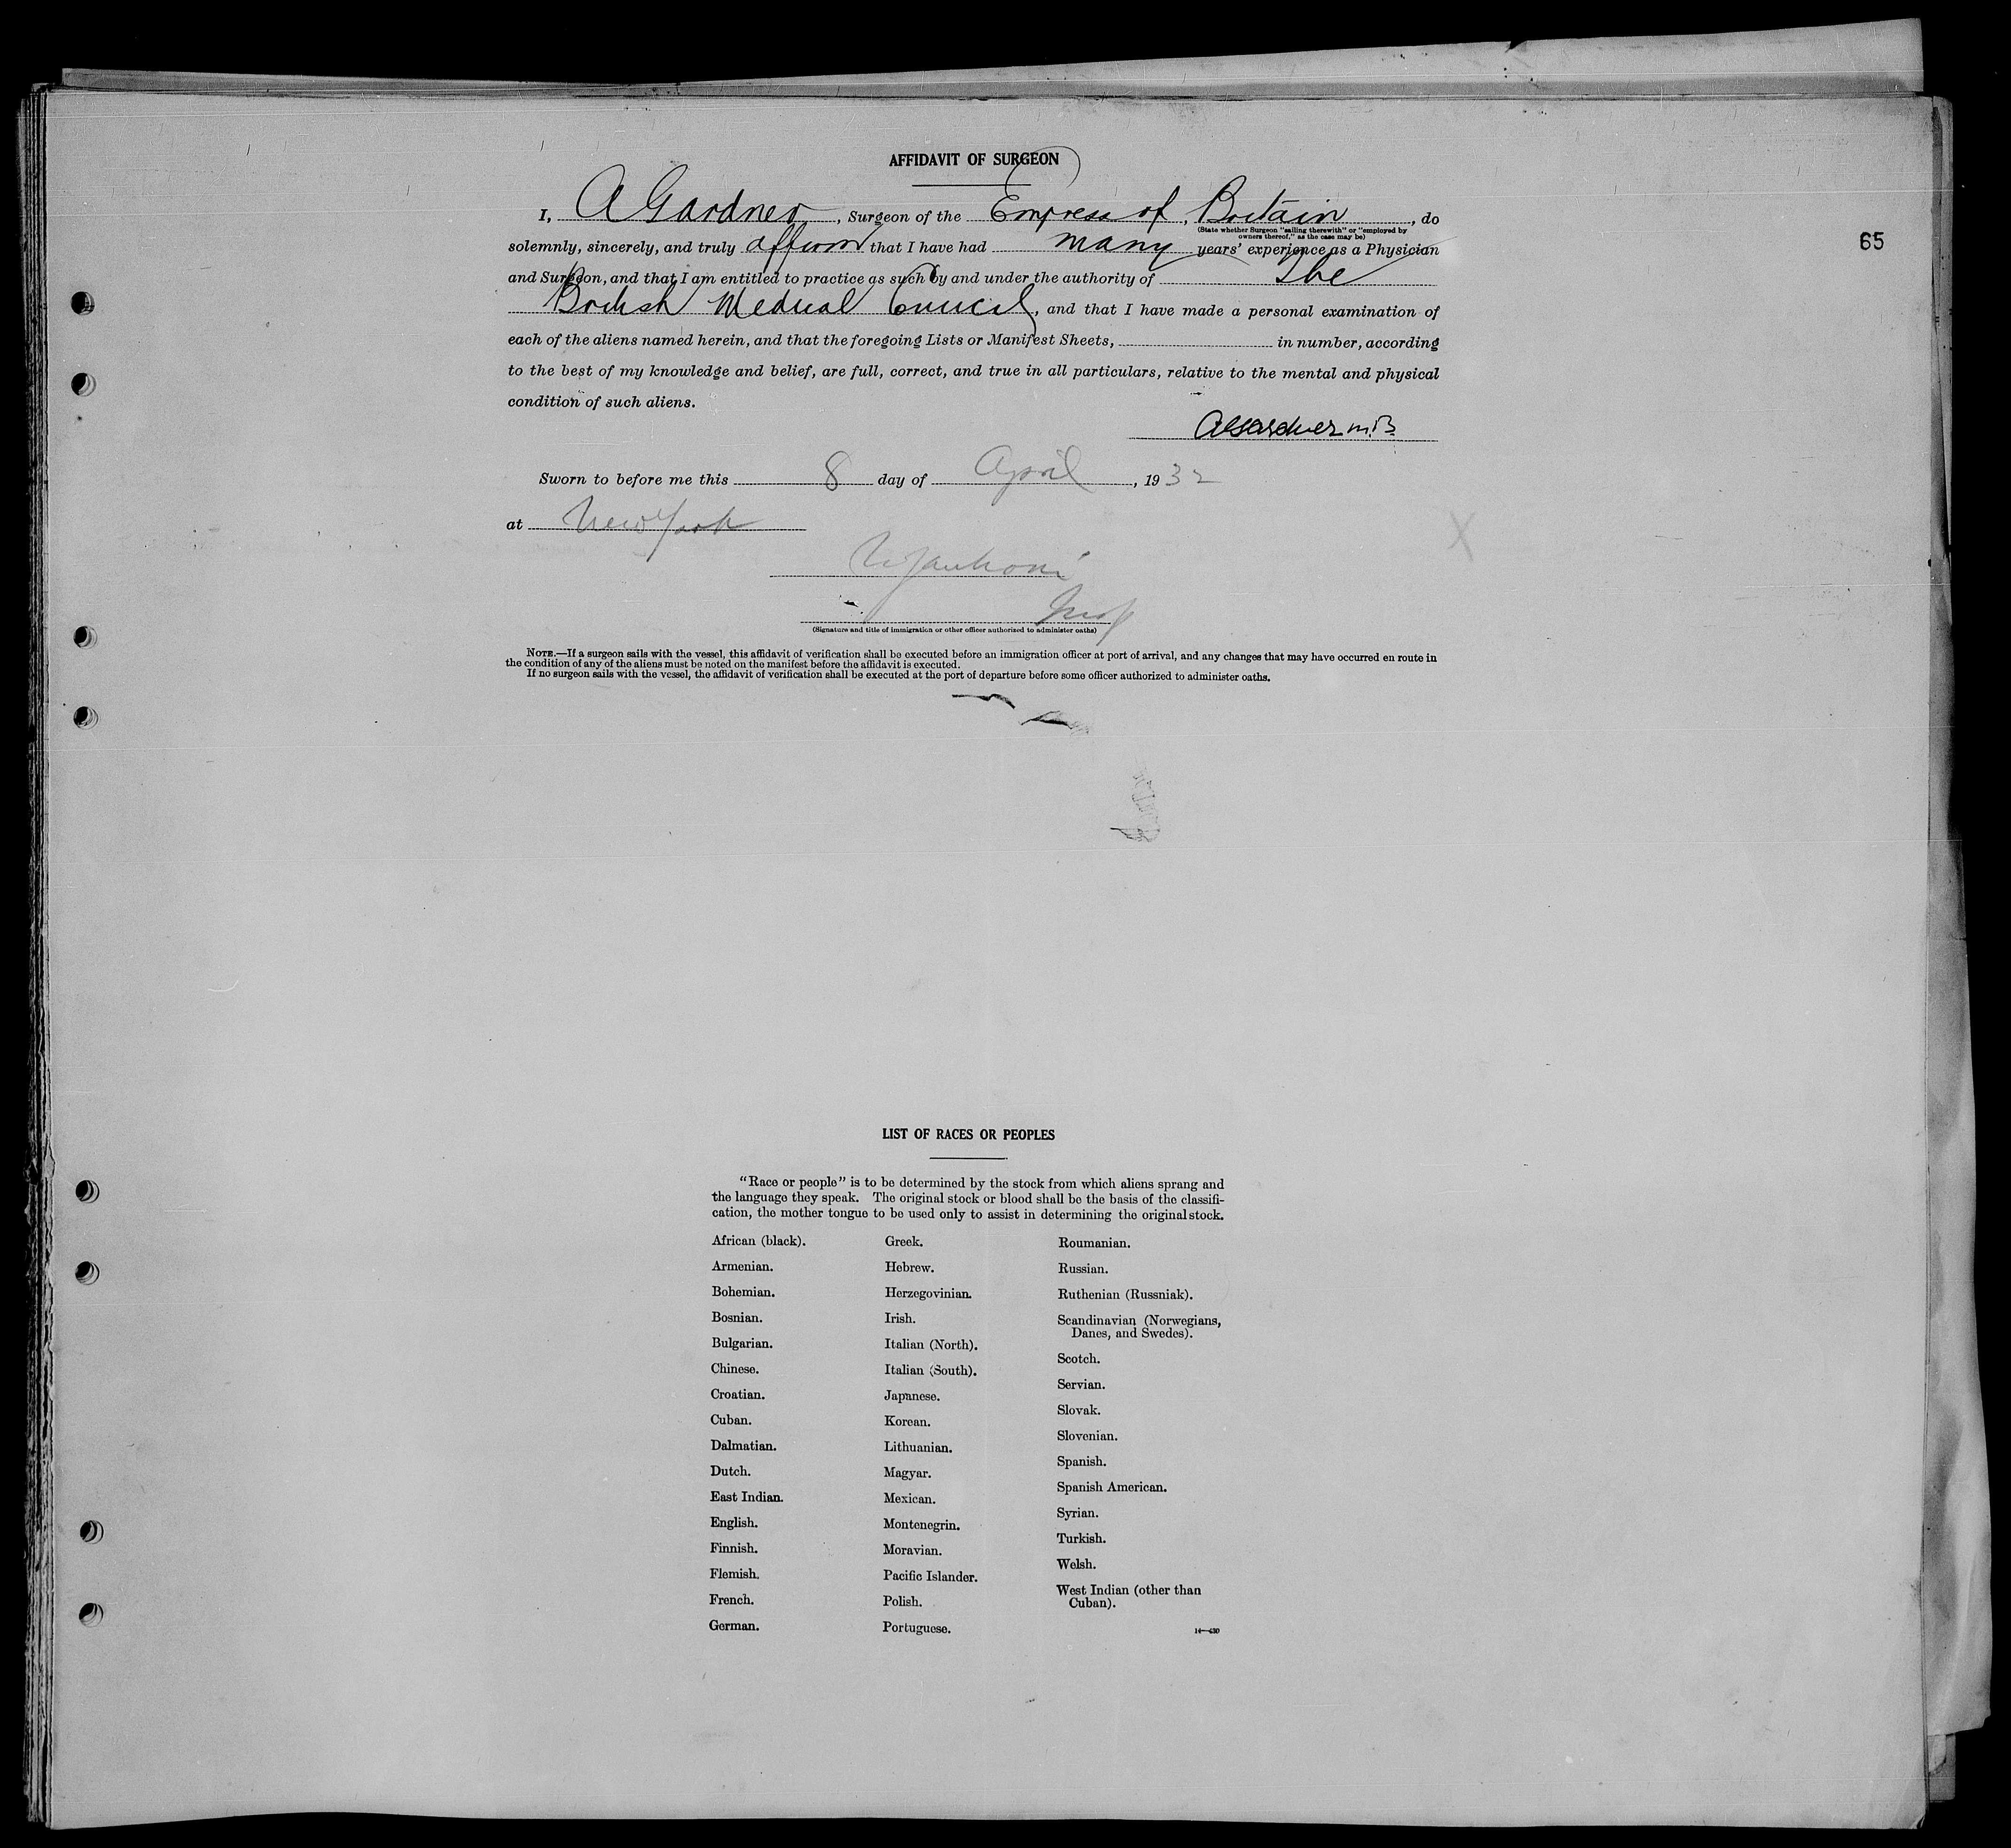 AFFIDAVIT OF SURGEON
65
I, A Gardner, Surgeon of the Empress of, Britain, do
(State whether Surgeon "sailing therewith" or "employed by
owners thereof," as the case may be)
solemnly, sincerely, and truly affirm that I have had many years' experience as a Physician
and Surgeon, and that I am entitled to practice as such by and under the authority of The
British Medical Council, and that I have made a personal examination of
each of the aliens named herein, and that the foregoing Lists or Manifest Sheets, in number, according
to the best of my knowledge and belief, are full, correct, and true in all particulars, relative to the mental and physical
condition of such aliens.
A Gardner M.B.
Sworn to before me this 8 day of April, 1932
at New York
(Signature and title of immigration or other officer authorized to administer oaths)
NOTE.—If a surgeon sails with the vessel, this affidavit of verification shall be executed before an immigration officer at port of arrival, and any changes that may have occurred en route in
the condition of any of the aliens must be noted on the manifest before the affidavit is executed.
If no surgeon sails with the vessel, the affidavit of verification shall be executed at the port of departure before some officer authorized to administer oaths.
LIST OF RACES OR PEOPLES
"Race or people" is to be determined by the stock from which aliens sprang and
the language they speak. The original stock or blood shall be the basis of the classifi-
cation, the mother tongue to be used only to assist in determining the original stock.
African (black).
Armenian.
Bohemian.
Bosnian.
Bulgarian.
Chinese.
Croatian.
Cuban.
Dalmatian.
Dutch.
East Indian.
English.
Finnish.
Flemish.
French.
German.
Greek.
Hebrew.
Herzegovinian.
Irish.
Italian (North).
Italian (South).
Japanese.
Korean.
Lithuanian.
Magyar.
Mexican.
Montenegrin.
Moravian.
Pacific Islander.
Polish.
Portuguese.
Roumanian.
Russian.
Ruthenian (Russniak).
Scandinavian (Norwegians,
Danes, and Swedes).
Scotch.
Servian.
Slovak.
Slovenian.
Spanish.
Spanish American.
Syrian.
Turkish.
Welsh.
West Indian (other than
Cuban).